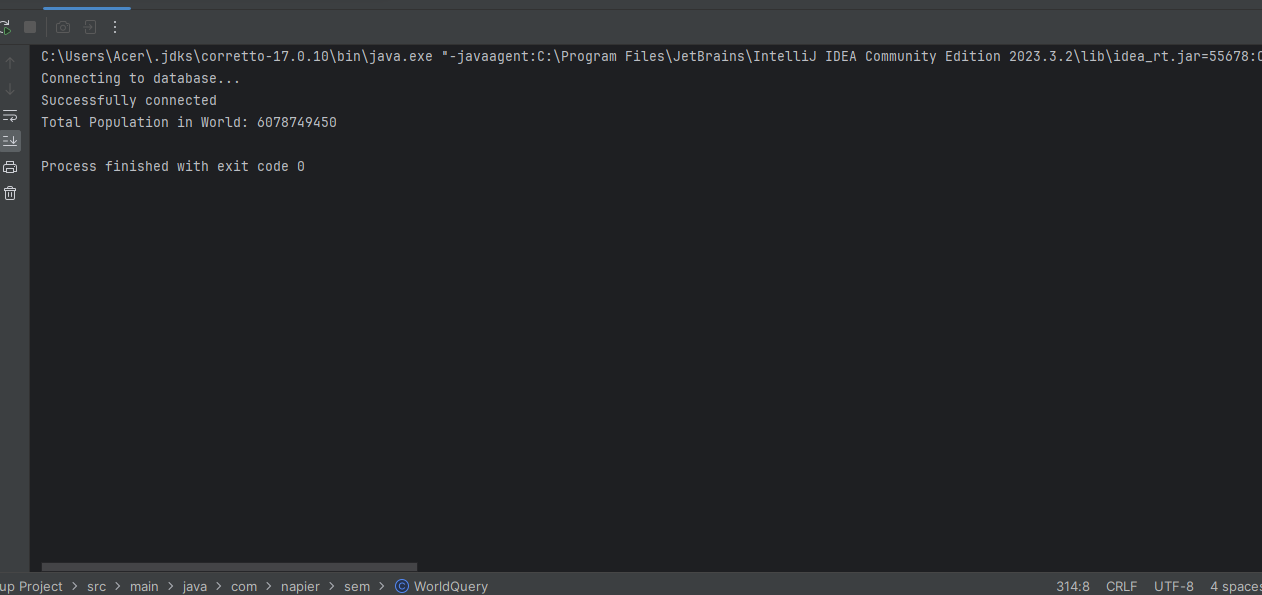 C:\Users\Acer\.jdks\corretto-17.0.10\bin\java.exe "-javaagent:C:\Program Files\JetBrains\IntelliJ IDEA Community Edition 2023.3.2\lib\idea_rt.jar=55678:C
Connecting to database...
Successfully connected
Total Population in World: 6078749450
Process finished with exit code 0
up Project > src > main > java > com > napier > sem > © WorldQuery 314:8 CRLF UTF-8 4 spaces